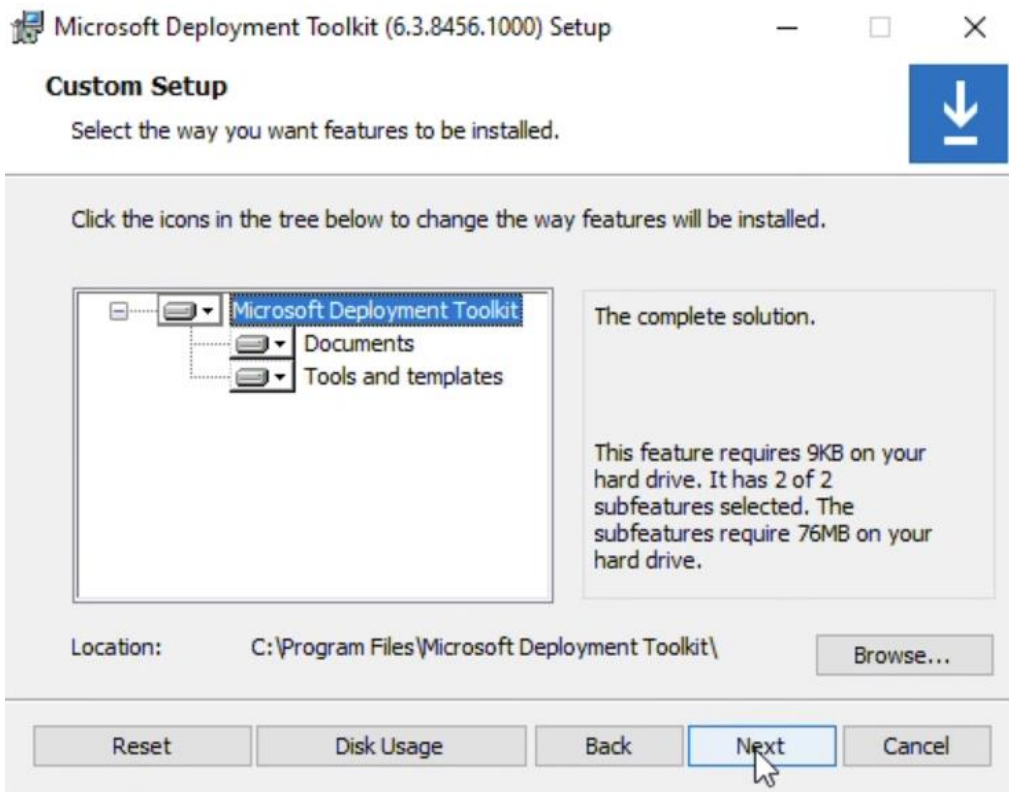 Microsoft Deployment Toolkit (6.3.8456.1000) Setup
Custom Setup
Select the way you want features to be installed.
Click the icons in the tree below to change the way features will be installed.
Microsoft Deployment Toolkit
Documents
Tools and templates
The complete solution.
This feature requires 9KB on your
hard drive. It has 2 of 2
subfeatures selected. The
subfeatures require 76MB on your
hard drive.
Location: C:\Program Files\Microsoft Deployment Toolkit\
Browse...
Reset Disk Usage Back Next Cancel